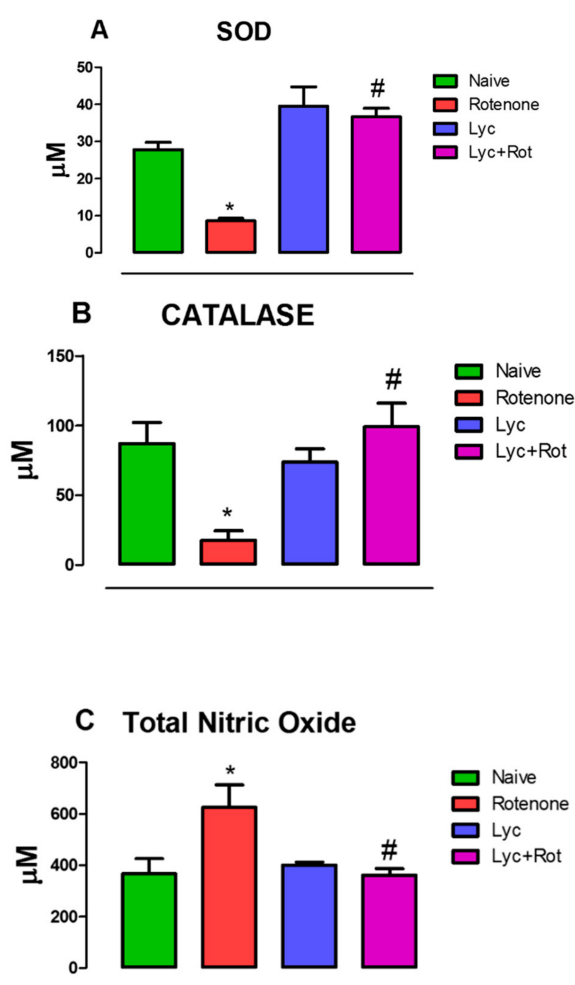 A SOD
50
40
30
20
10
0
μM
*
#
Naive
Rotenone
Lyc
Lyc+Rot
B CATALASE
150
100
50
0
μM
*
#
Naive
Rotenone
Lyc
Lyc+Rot
C Total Nitric Oxide
800
600
400
200
0
μM
*
#
Naive
Rotenone
Lyc
Lyc+Rot